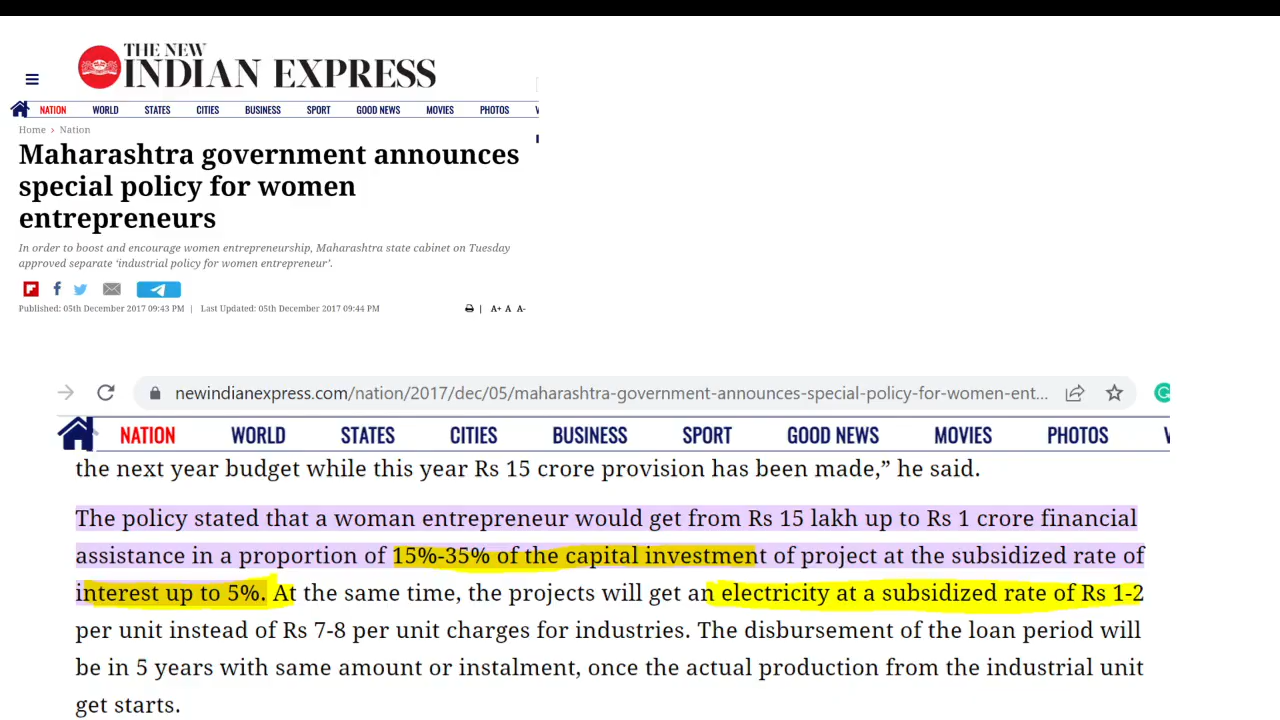 THE NEW
INDIAN EXPRESS
NATION WORLD STATES CITIES BUSINESS SPORT GOOD NEWS MOVIES PHOTOS
Home > Nation
Maharashtra government announces
special policy for women
entrepreneurs
In order to boost and encourage women entrepreneurship, Maharashtra state cabinet on Tuesday
approved separate ‘industrial policy for women entrepreneur’.
Published: 05th December 2017 09:43 PM | Last Updated: 05th December 2017 09:44 PM | A+ A A-
newindianexpress.com/nation/2017/dec/05/maharashtra-government-announces-special-policy-for-women-ent...
NATION WORLD STATES CITIES BUSINESS SPORT GOOD NEWS MOVIES PHOTOS
the next year budget while this year Rs 15 crore provision has been made,” he said.
The policy stated that a woman entrepreneur would get from Rs 15 lakh up to Rs 1 crore financial
assistance in a proportion of 15%-35% of the capital investment of project at the subsidized rate of
interest up to 5%. At the same time, the projects will get an electricity at a subsidized rate of Rs 1-2
per unit instead of Rs 7-8 per unit charges for industries. The disbursement of the loan period will
be in 5 years with same amount or instalment, once the actual production from the industrial unit
get starts.